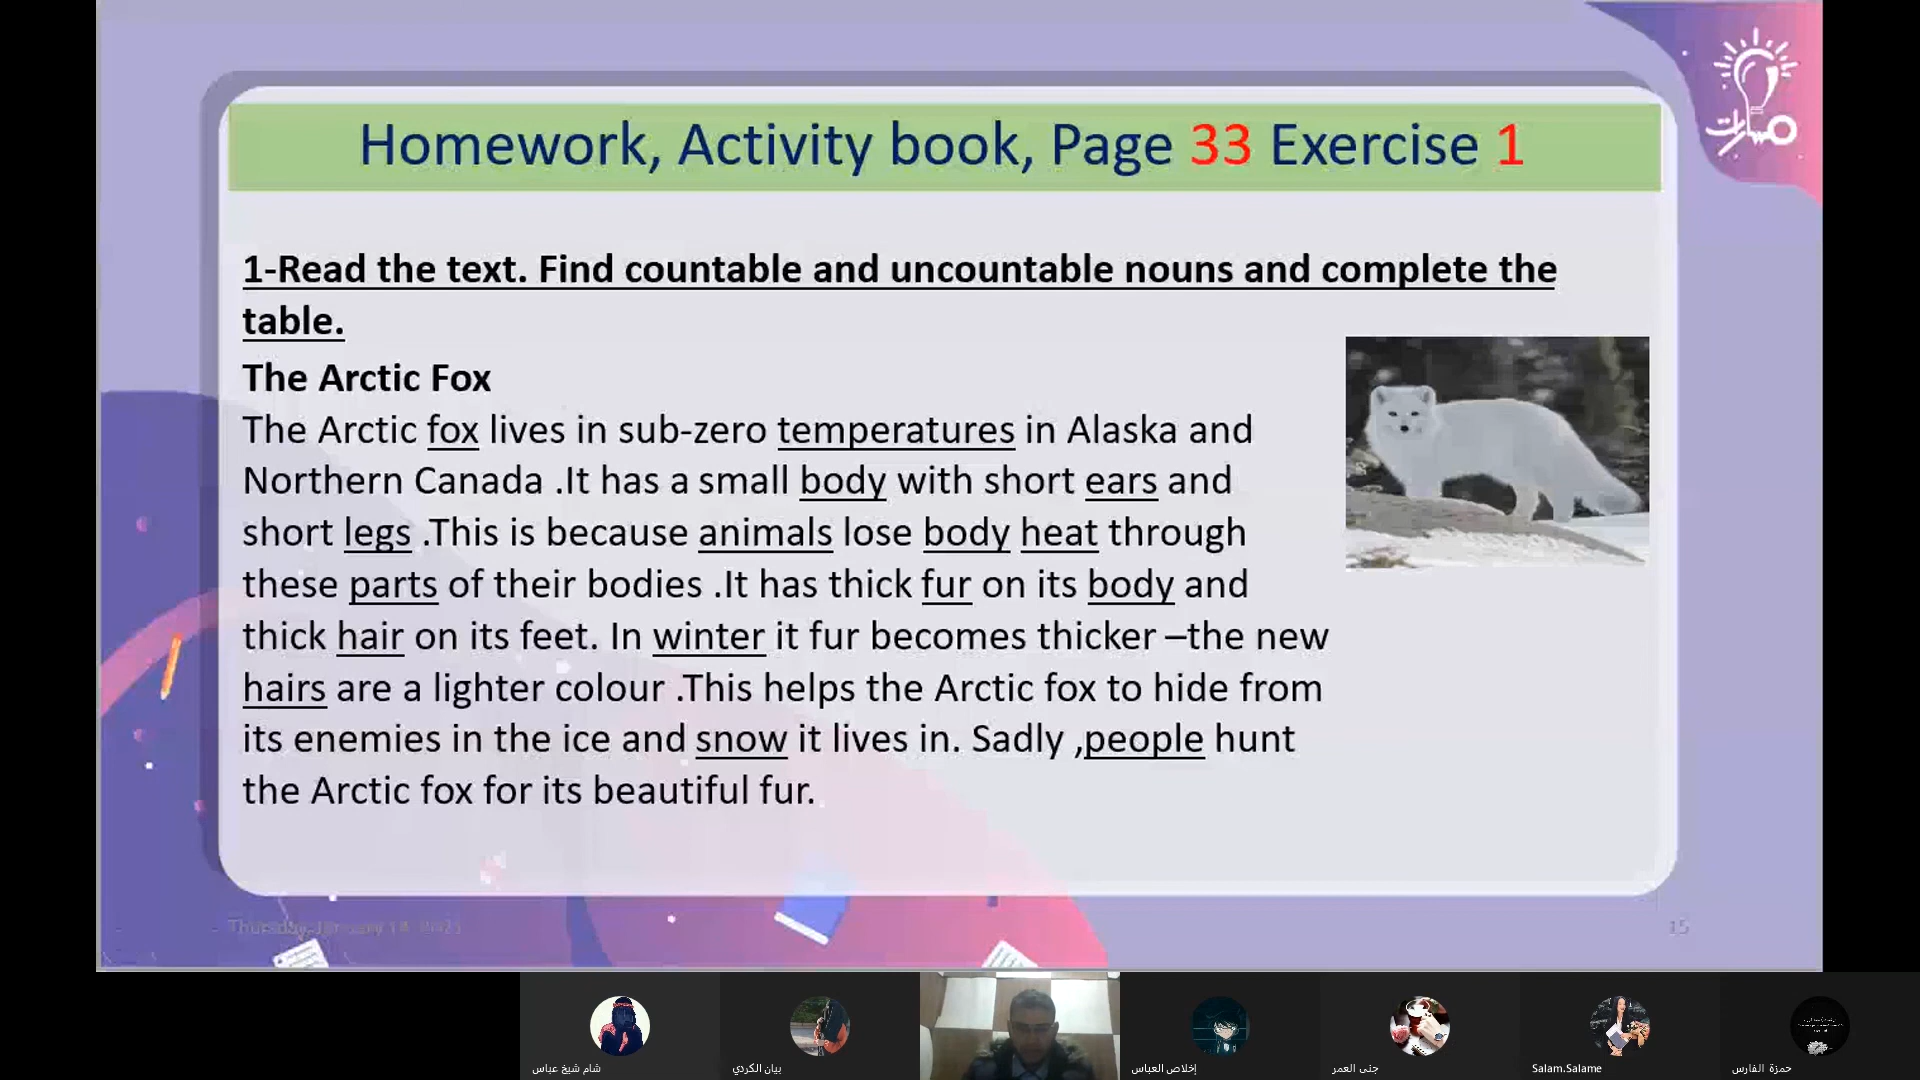 مسارات
Homework, Activity book, Page 33 Exercise 1
1-Read the text. Find countable and uncountable nouns and complete the
table.
The Arctic Fox
The Arctic fox lives in sub-zero temperatures in Alaska and
Northern Canada .It has a small body with short ears and
short legs .This is because animals lose body heat through
these parts of their bodies .It has thick fur on its body and
thick hair on its feet. In winter it fur becomes thicker –the new
hairs are a lighter colour .This helps the Arctic fox to hide from
its enemies in the ice and snow it lives in. Sadly ,people hunt
the Arctic fox for its beautiful fur.
Thursday, January 14, 2021
15
شام شيخ عباس
بيان الكردي
إخلاص العباس
جنى العمر
Salam.Salame
حمزة الفارس